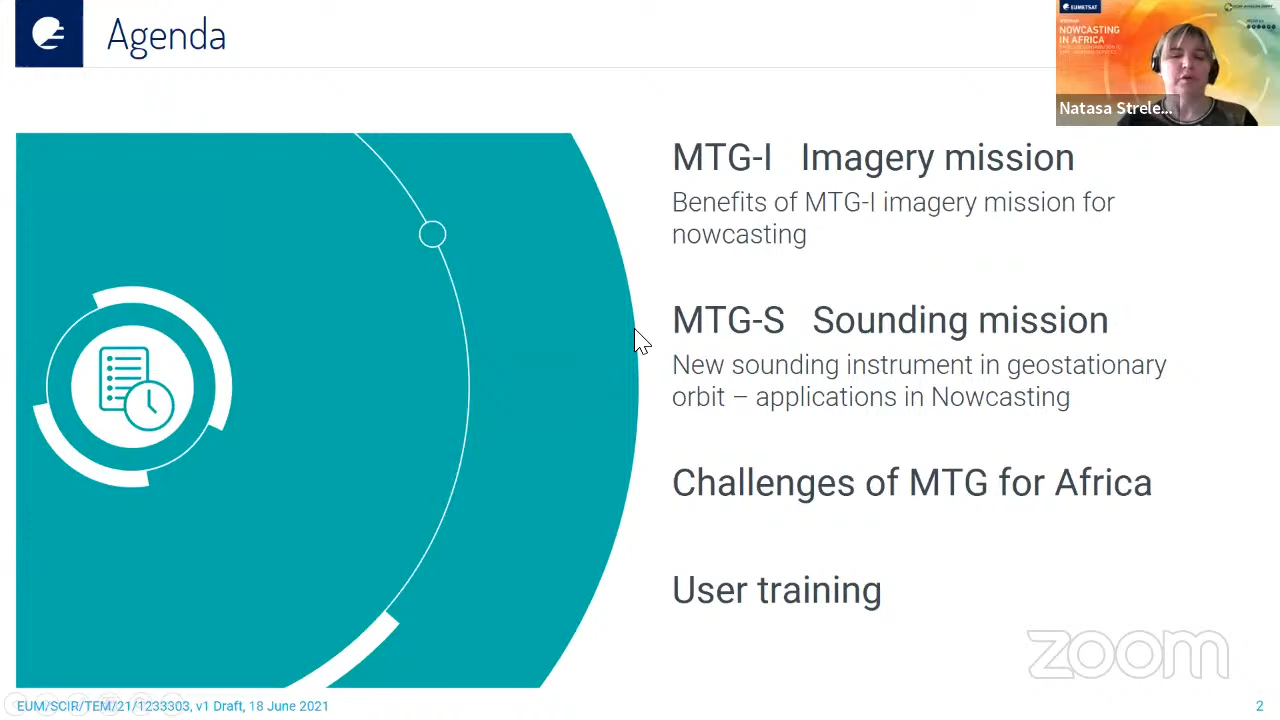 Agenda
EUMETSAT
NOWCASTING
IN AFRICA
Natasa Strele...
MTG-I Imagery mission
Benefits of MTG-I imagery mission for
nowcasting
MTG-S Sounding mission
New sounding instrument in geostationary
orbit – applications in Nowcasting
Challenges of MTG for Africa
User training
zoom
EUM/SCIR/TEM/21/1233303, v1 Draft, 18 June 2021
2